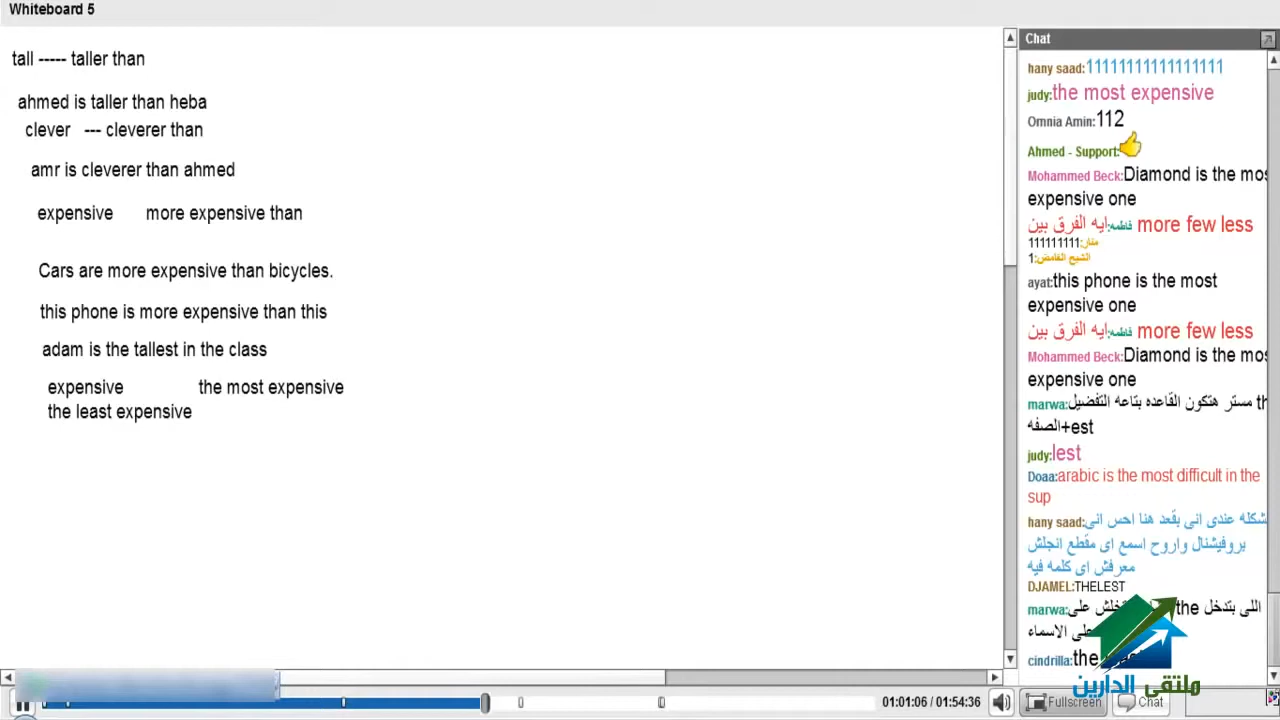 Whiteboard 5
tall ----- taller than
ahmed is taller than heba
clever --- cleverer than
amr is cleverer than ahmed
expensive more expensive than
Cars are more expensive than bicycles.
this phone is more expensive than this
adam is the tallest in the class
expensive the most expensive
the least expensive
Chat
hany saad:11111111111111111
judy:the most expensive
Omnia Amin:112
Ahmed - Support:
Mohammed Beck:Diamond is the mos
expensive one
فاطمه:ايه الفرق بين more few less
منار:111111111
الشيح الغامض:1
ayat:this phone is the most
expensive one
فاطمه:ايه الفرق بين more few less
Mohammed Beck:Diamond is the mos
expensive one
marwa:مستر هتكون القاعده بتاعه التفضيل th
الصفه+est
judy:lest
Doaa:arabic is the most difficult in the
sup
hany saad:شكله عندى انى بقعد هنا احس انى
بروفيشنال واروح اسمع اى مقطع انجلش
معرفش اى كلمه فيه
DJAMEL:THELEST
marwa:اللى بتدخل the على
على الاسماء
cindrilla:the
ملتقى الدارين
01:01:06 / 01:54:36
Fullscreen
Chat